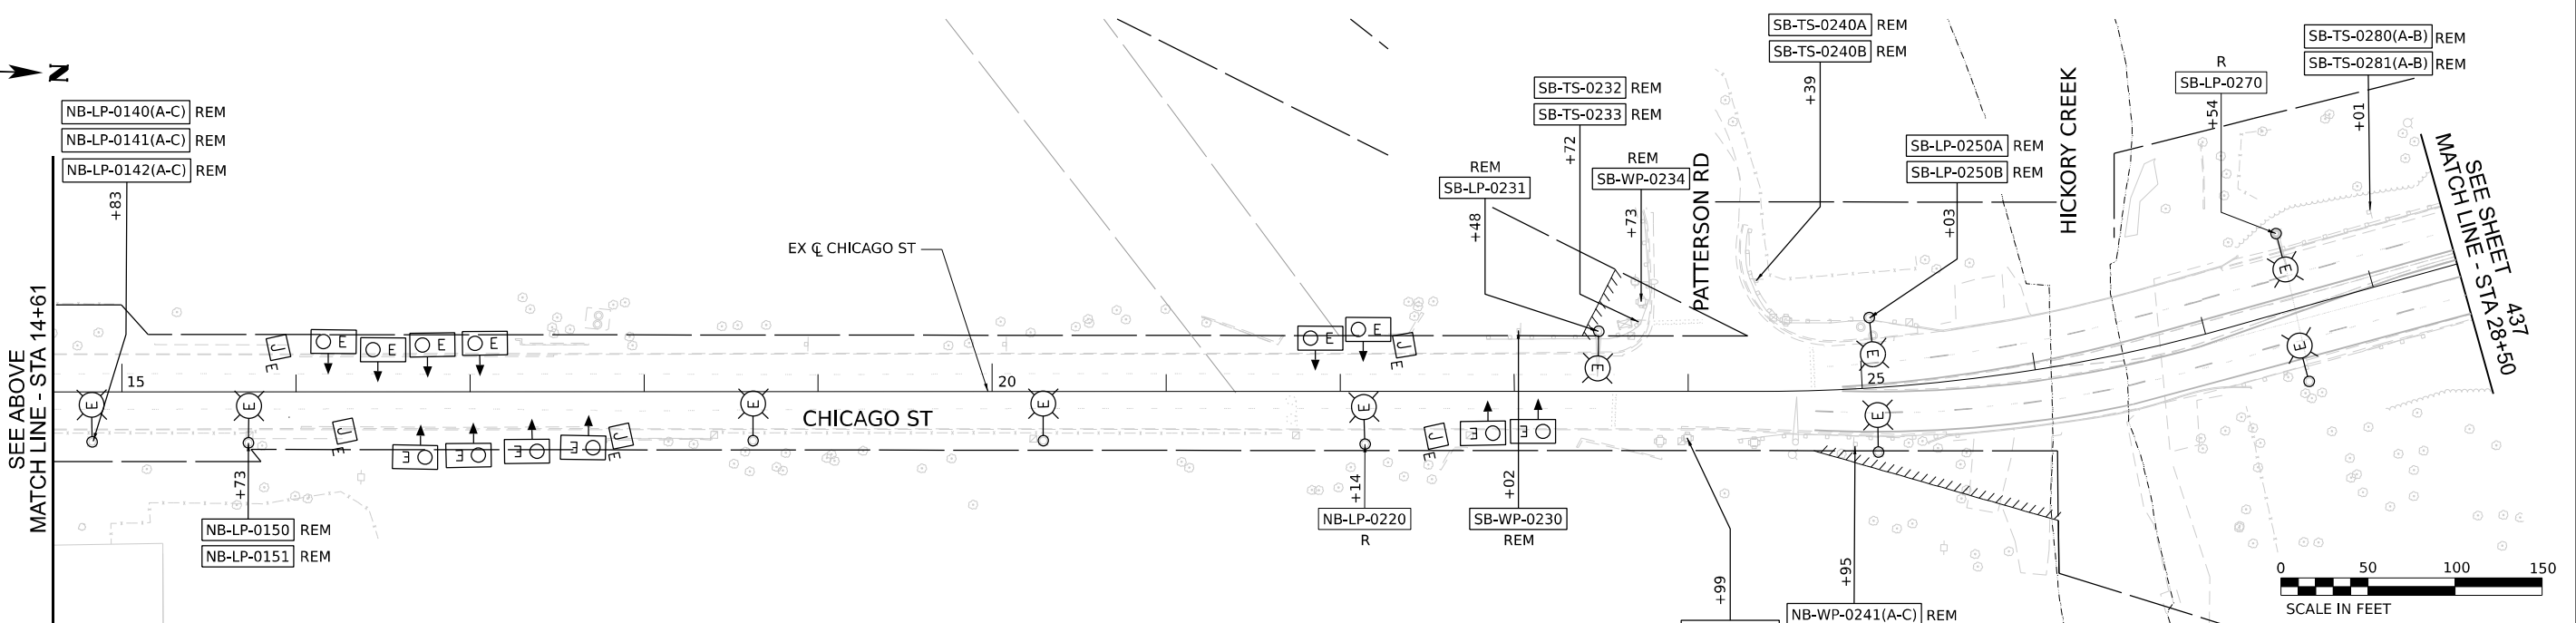 N
NB-LP-0140(A-C) REM
NB-LP-0141(A-C) REM
NB-LP-0142(A-C) REM
+83
SEE ABOVE
MATCH LINE - STA 14+61
15
J E
E
E
E
E
E
E
J E
E
E
E
E
J E
+73
NB-LP-0150 REM
NB-LP-0151 REM
E
EX ℄ CHICAGO ST
20
CHICAGO ST
E
E
E
J E
E
+14
NB-LP-0220
R
J E
E
E
+02
SB-WP-0230
REM
REM
SB-LP-0231
+48
SB-TS-0232 REM
SB-TS-0233 REM
+72
REM
SB-WP-0234
+73
E
PATTERSON RD
SB-TS-0240A REM
SB-TS-0240B REM
+39
SB-LP-0250A REM
SB-LP-0250B REM
+03
E
25
E
+99
+95
NB-WP-0241(A-C) REM
HICKORY CREEK
R
SB-LP-0270
+54
SB-TS-0280(A-B) REM
SB-TS-0281(A-B) REM
+01
E
E
SEE SHEET 437
MATCH LINE - STA 28+50
0 50 100 150
SCALE IN FEET